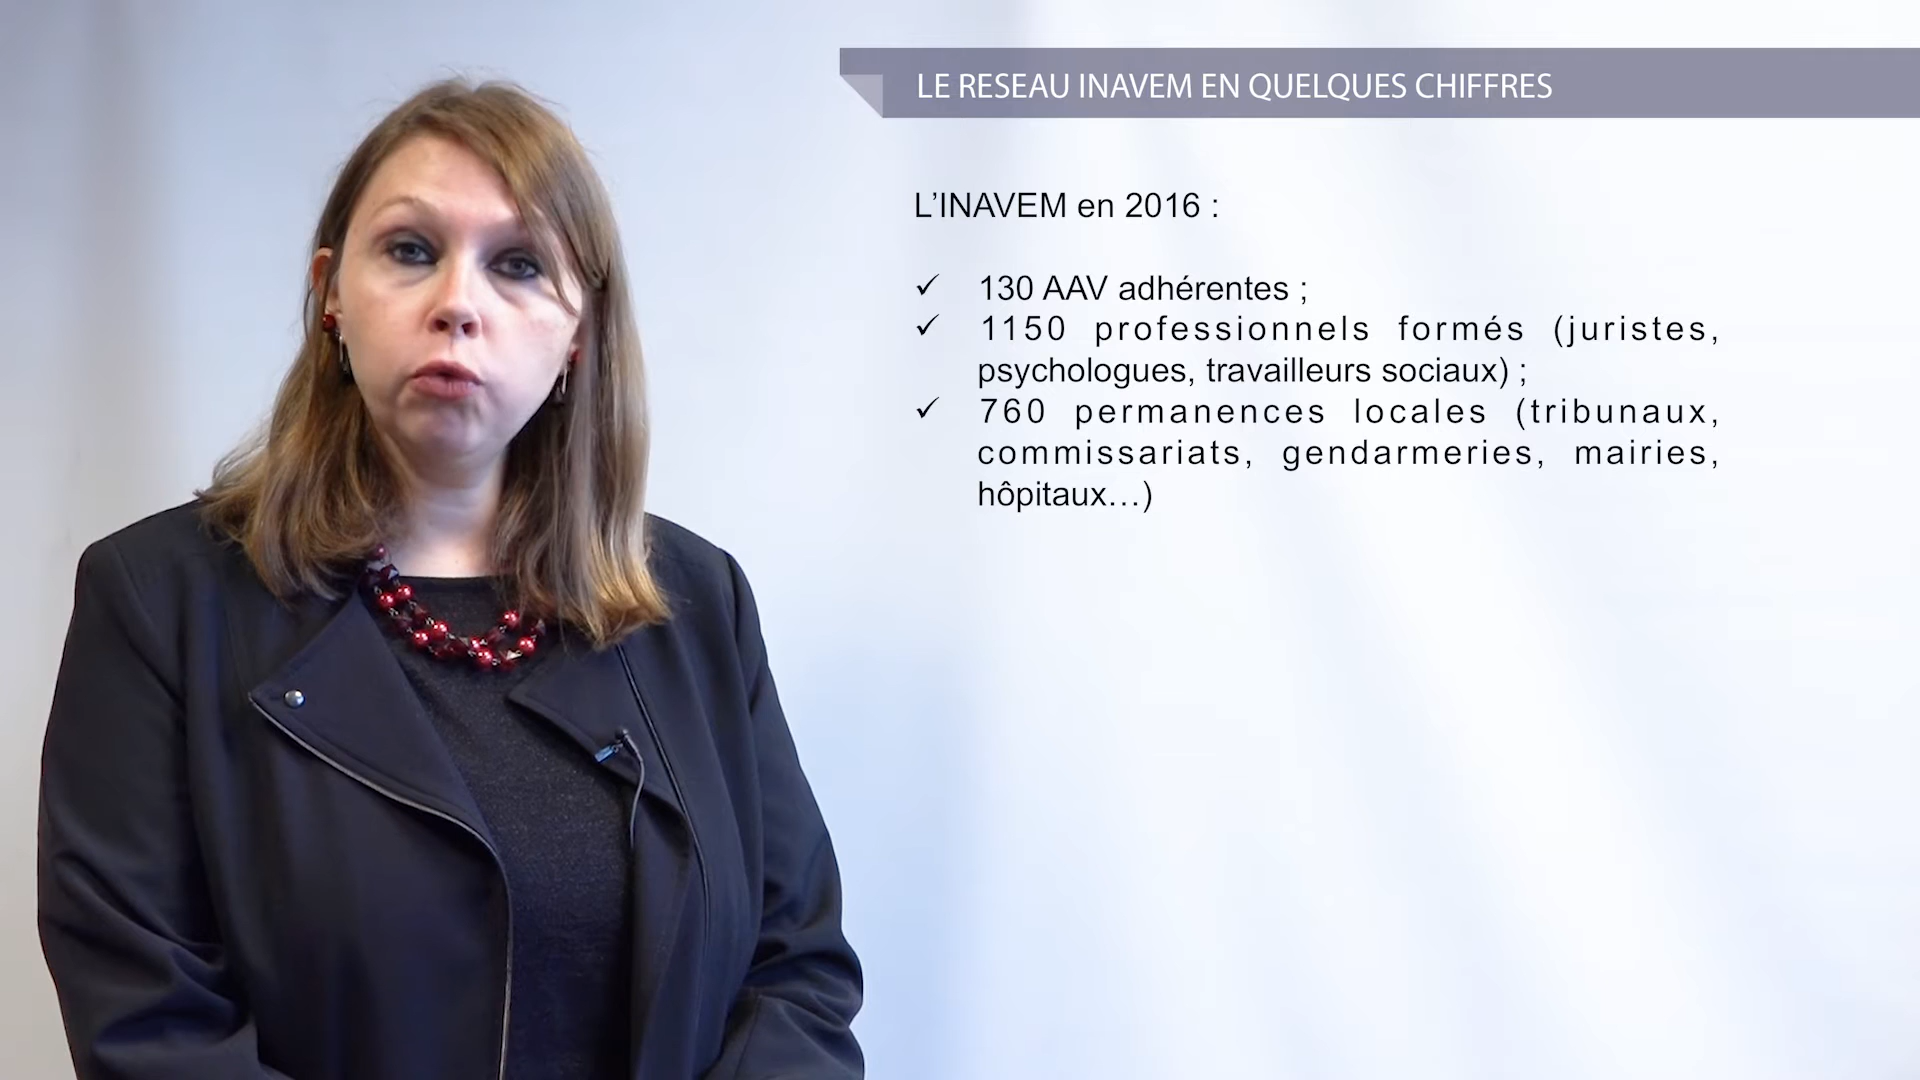 LE RESEAU INAVEM EN QUELQUES CHIFFRES
L’INAVEM en 2016 :
✓ 130 AAV adhérentes ;
✓ 1150 professionnels formés (juristes,
psychologues, travailleurs sociaux) ;
✓ 760 permanences locales (tribunaux,
commissariats, gendarmeries, mairies,
hôpitaux…)